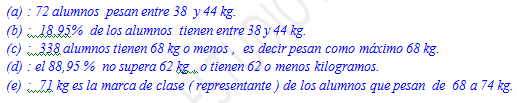 (a) : 72 alumnos pesan entre 38 y 44 kg.
(b) : 18,95% de los alumnos tienen entre 38 y 44 kg.
(c) : 338 alumnos tienen 68 kg o menos , es decir pesan como máximo 68 kg.
(d) : el 88,95 % no supera 62 kg o tienen 62 o menos kilogramos.
(e) : 71 kg es la marca de clase ( representante ) de los alumnos que pesan de 68 a 74 kg.